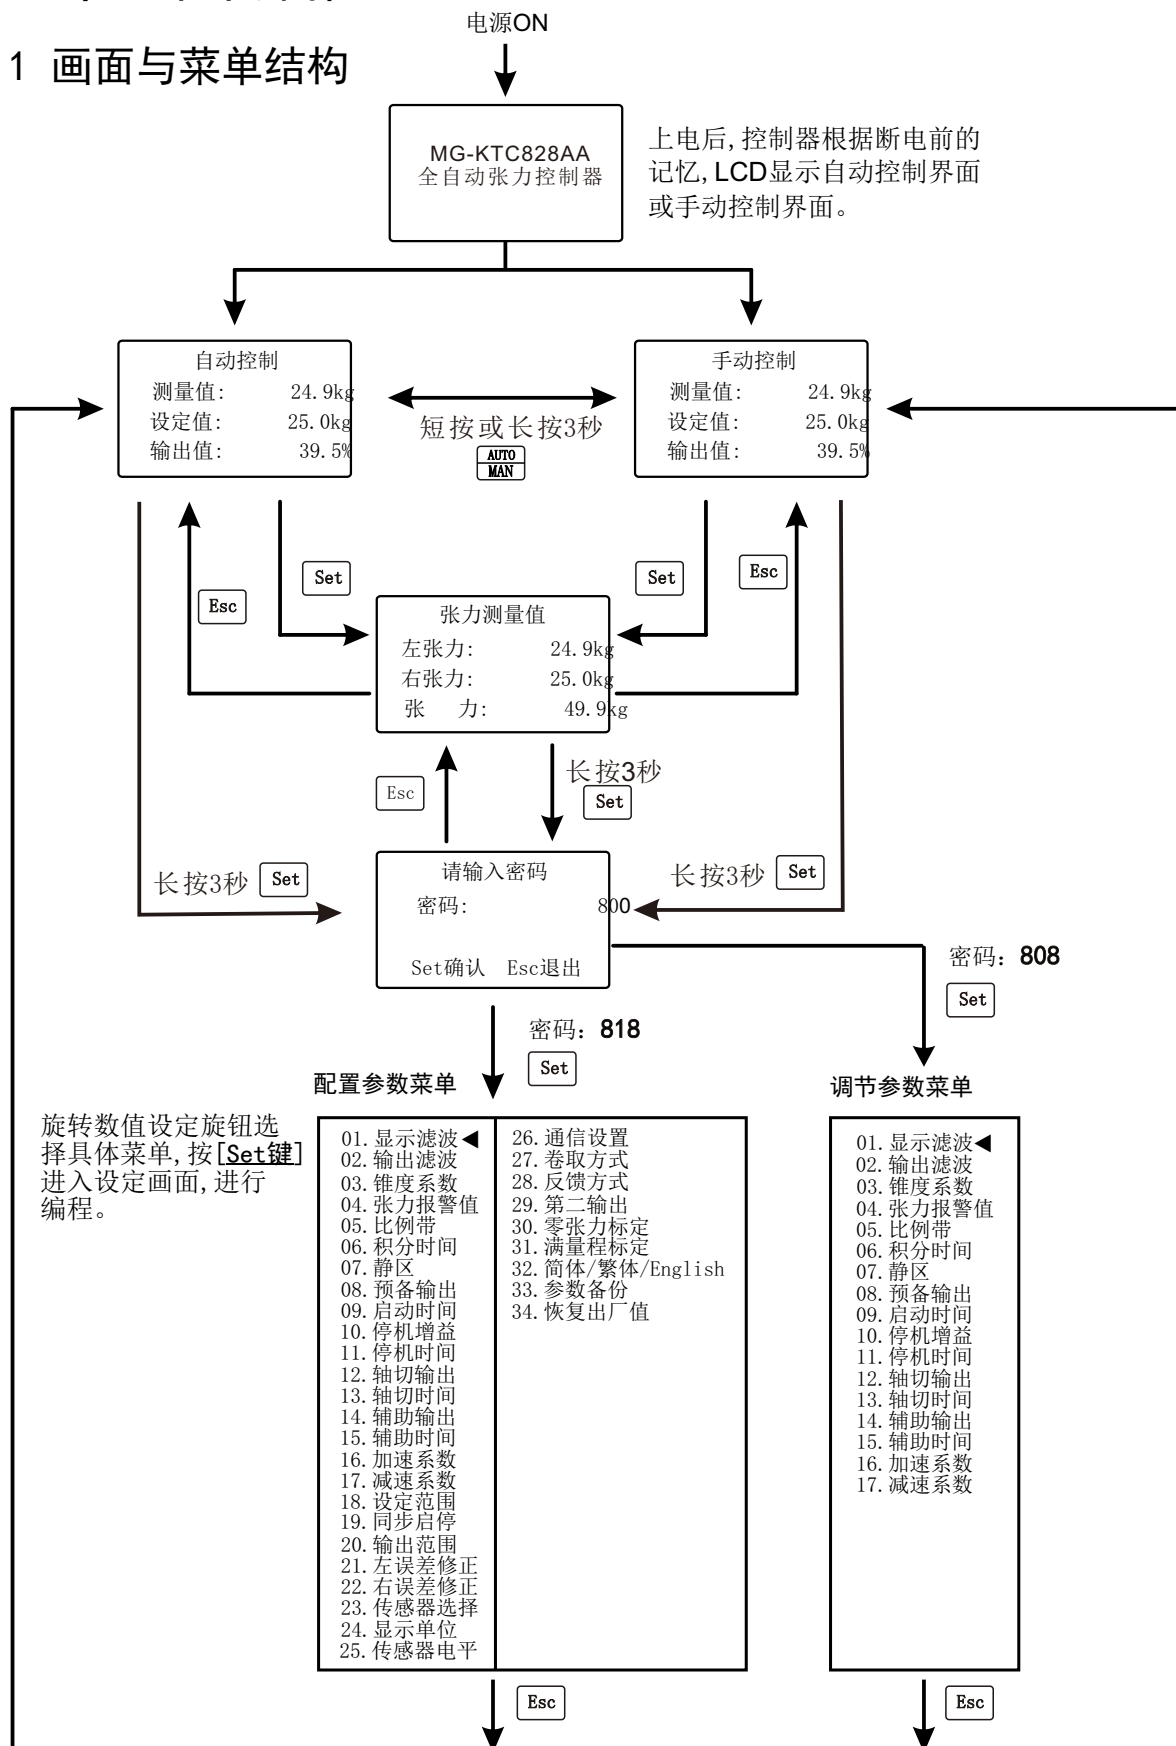 电源ON
1 画面与菜单结构
MG-KTC828AA
全自动张力控制器
上电后,控制器根据断电前的
记忆,LCD显示自动控制界面
或手动控制界面。
自动控制
测量值: 24.9kg
设定值: 25.0kg
输出值: 39.5%
短按或长按3秒
AUTO
MAN
手动控制
测量值: 24.9kg
设定值: 25.0kg
输出值: 39.5%
Esc
Set
Set
Esc
张力测量值
左张力: 24.9kg
右张力: 25.0kg
张 力: 49.9kg
Esc
长按3秒
Set
长按3秒 Set
请输入密码
密码: 800
Set确认 Esc退出
长按3秒 Set
密码: 808
Set
密码: 818
Set
配置参数菜单
调节参数菜单
旋转数值设定旋钮选
择具体菜单,按[Set键]
进入设定画面,进行
编程。
01.显示滤波◀
02.输出滤波
03.锥度系数
04.张力报警值
05.比例带
06.积分时间
07.静区
08.预备输出
09.启动时间
10.停机增益
11.停机时间
12.轴切输出
13.轴切时间
14.辅助输出
15.辅助时间
16.加速系数
17.减速系数
18.设定范围
19.同步启停
20.输出范围
21.左误差修正
22.右误差修正
23.传感器选择
24.显示单位
25.传感器电平
26.通信设置
27.卷取方式
28.反馈方式
29.第二输出
30.零张力标定
31.满量程标定
32.简体/繁体/English
33.参数备份
34.恢复出厂值
01.显示滤波◀
02.输出滤波
03.锥度系数
04.张力报警值
05.比例带
06.积分时间
07.静区
08.预备输出
09.启动时间
10.停机增益
11.停机时间
12.轴切输出
13.轴切时间
14.辅助输出
15.辅助时间
16.加速系数
17.减速系数
Esc
Esc